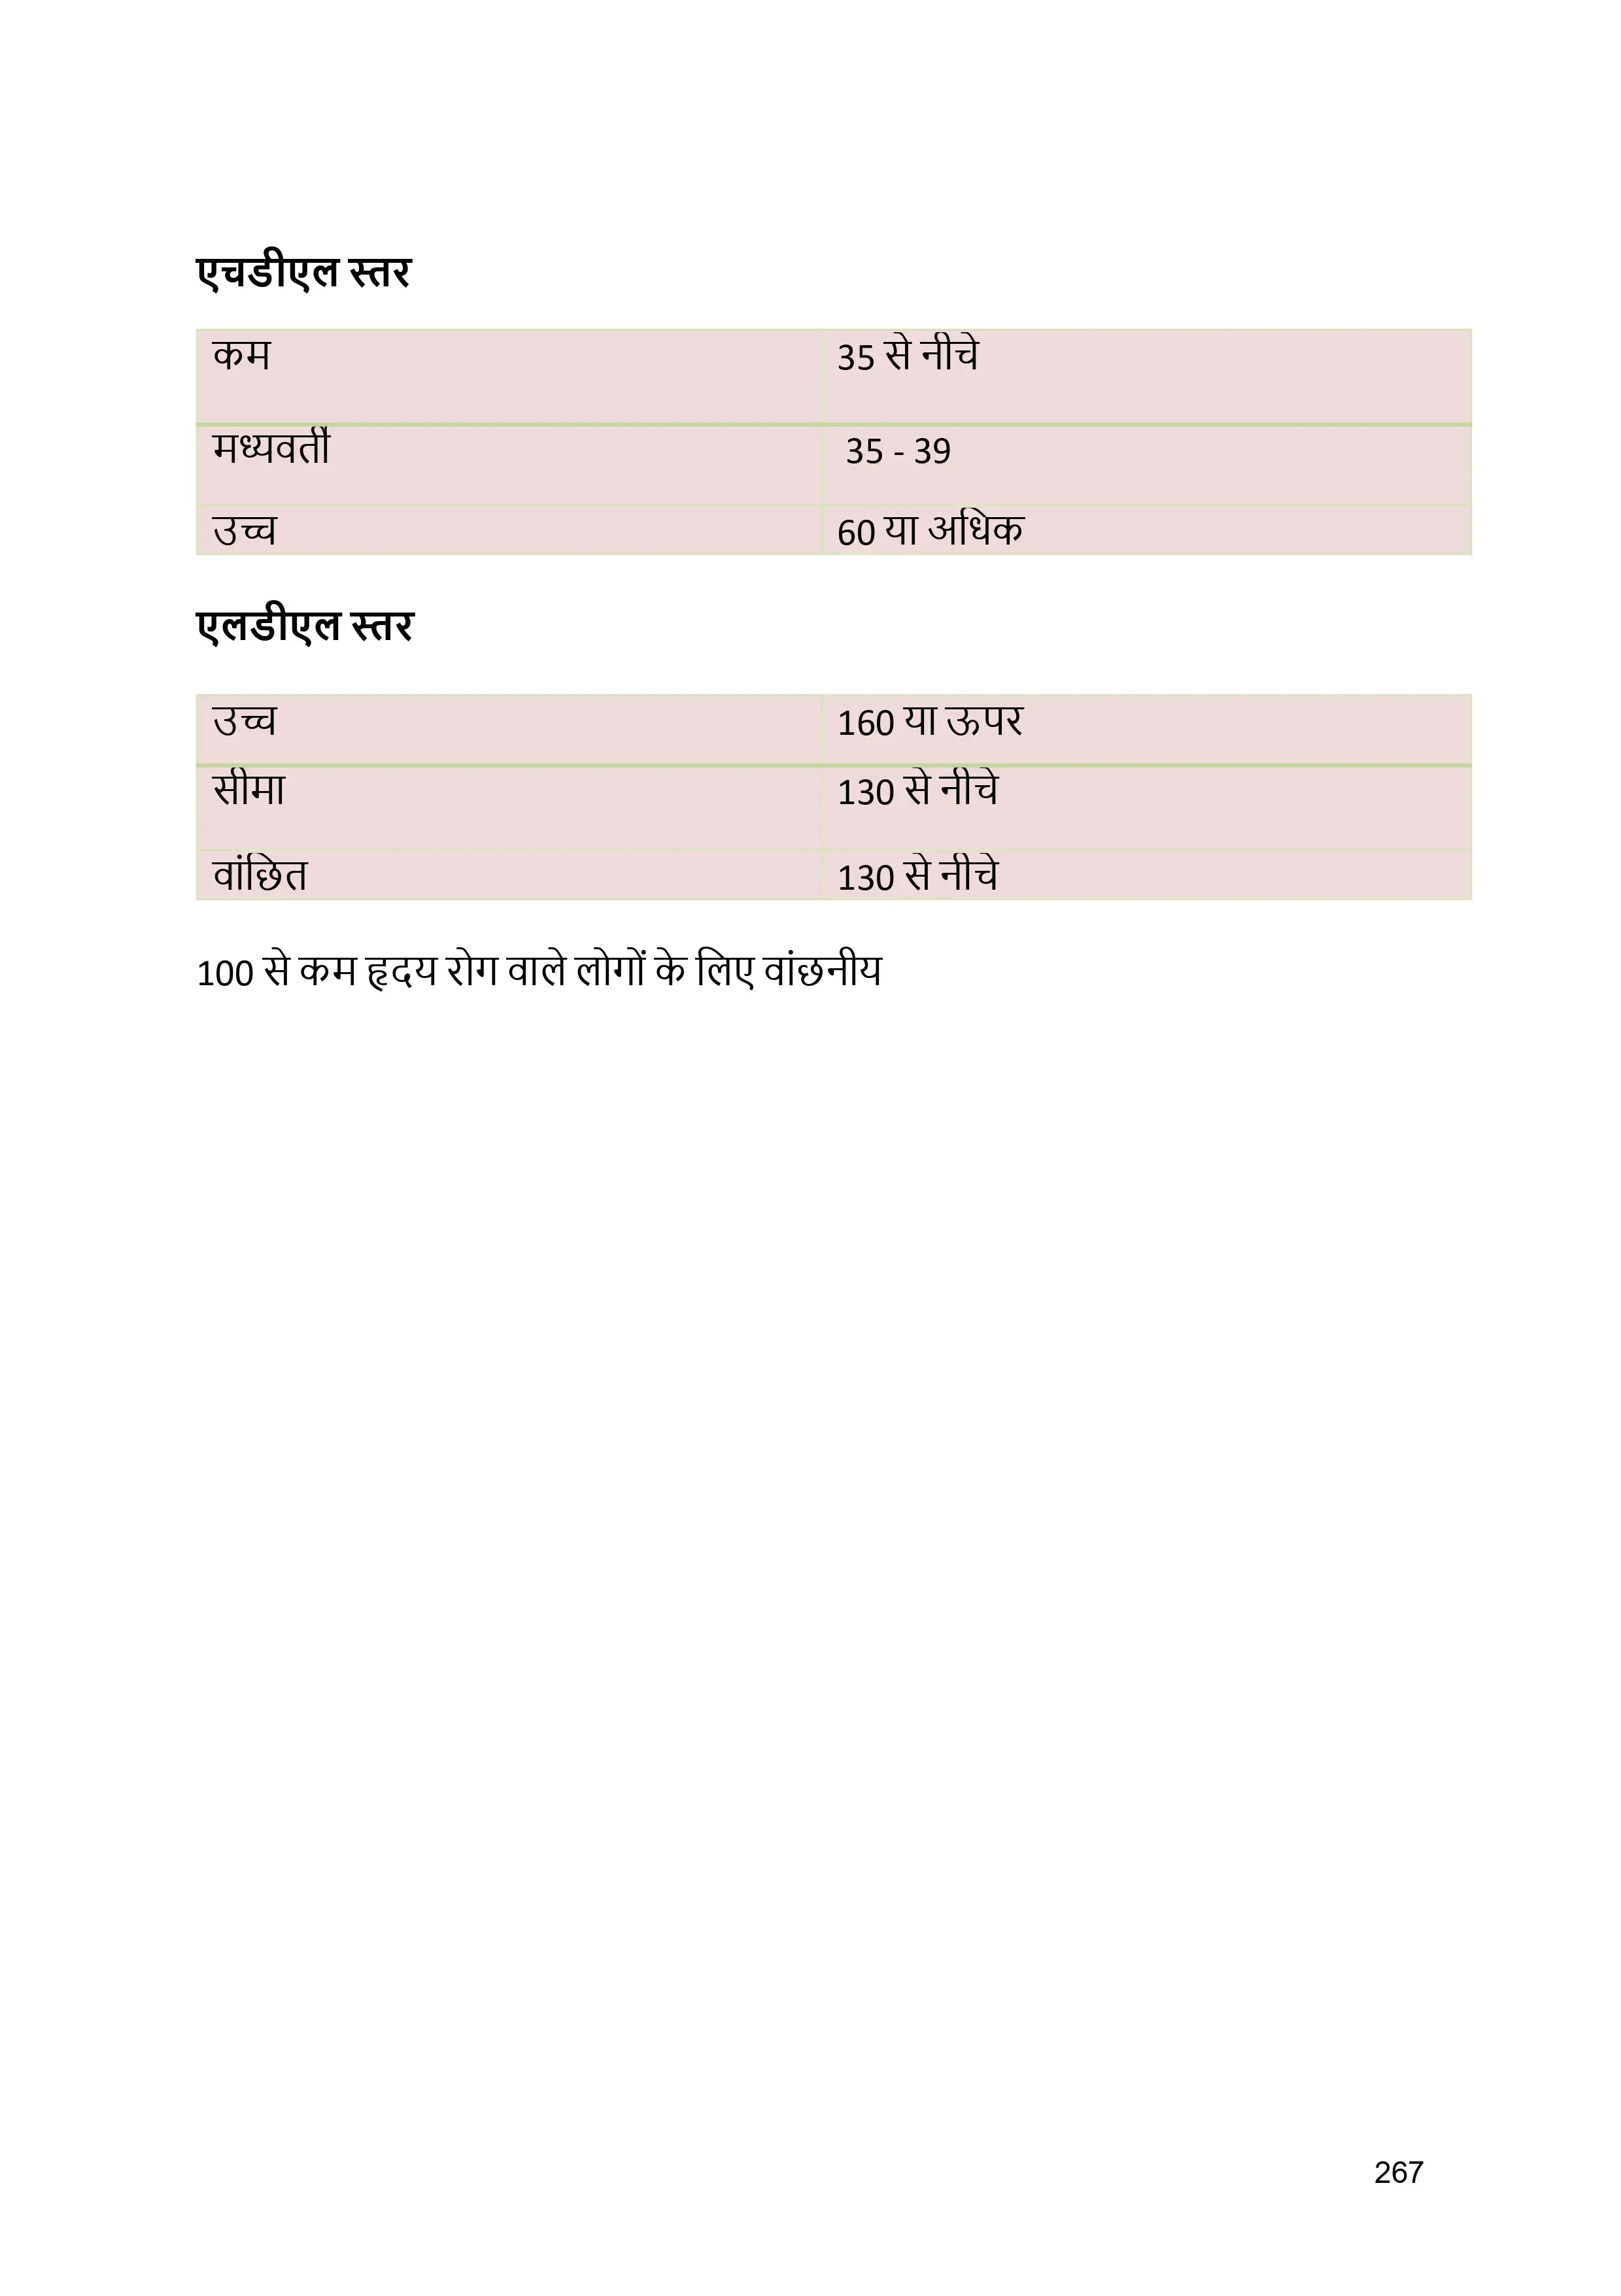 एचडीएल स्तर
कम 35 से नीचे
मध्यवर्ती 35 - 39
उच्च 60 या अधिक
एलडीएल स्तर
उच्च 160 या ऊपर
सीमा 130 से नीचे
वांछित 130 से नीचे
100 से कम हृदय रोग वाले लोगों के लिए वांछनीय
267